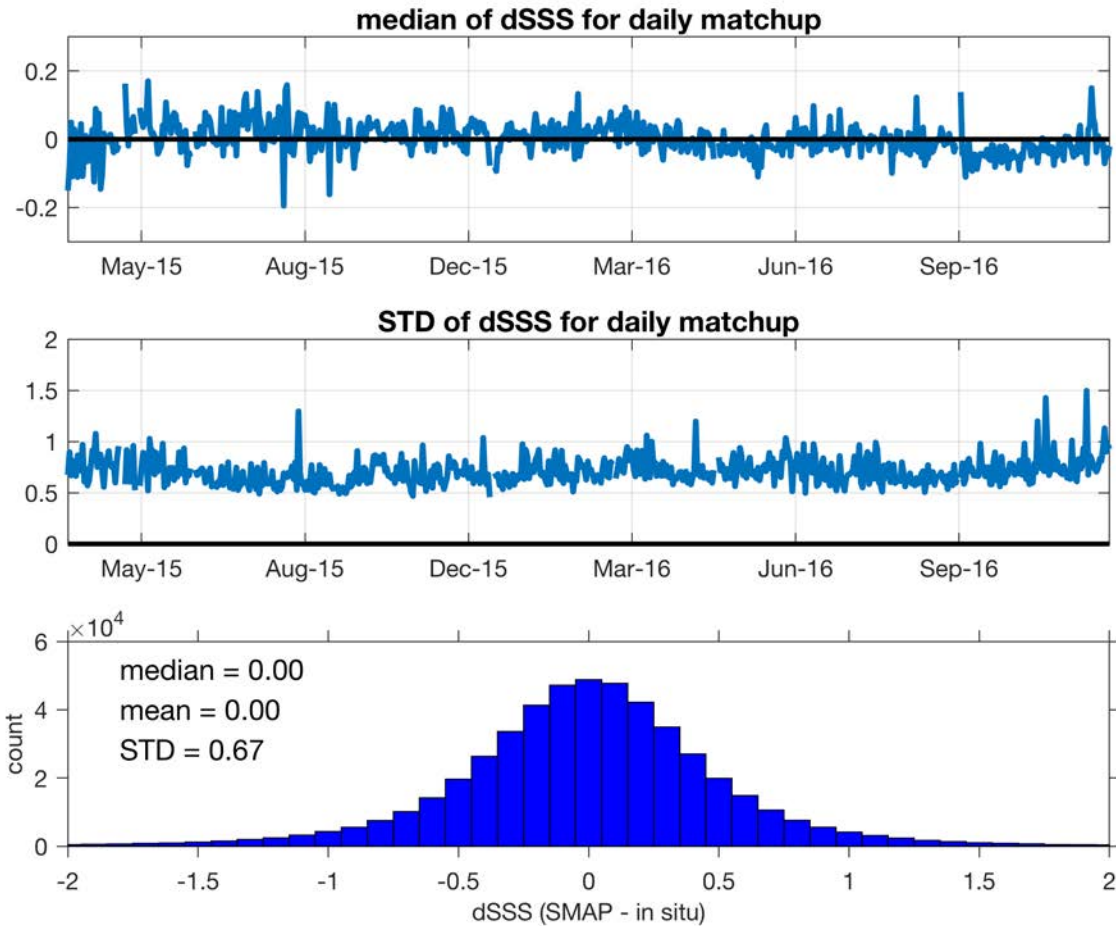 median of dSSS for daily matchup
0.2
0
-0.2
May-15 Aug-15 Dec-15 Mar-16 Jun-16 Sep-16
STD of dSSS for daily matchup
2
1.5
1
0.5
0
May-15 Aug-15 Dec-15 Mar-16 Jun-16 Sep-16
×10⁴
6
4
2
0
count
median = 0.00
mean = 0.00
STD = 0.67
-2 -1.5 -1 -0.5 0 0.5 1 1.5 2
dSSS (SMAP - in situ)